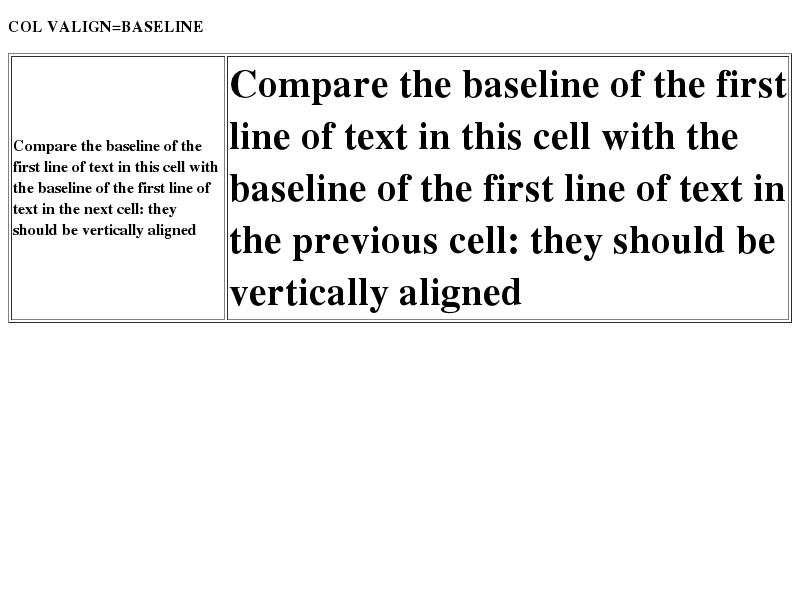 COL VALIGN=BASELINE
Compare the baseline of the
first line of text in this cell with
the baseline of the first line of
text in the next cell: they
should be vertically aligned
Compare the baseline of the first
line of text in this cell with the
baseline of the first line of text in
the previous cell: they should be
vertically aligned